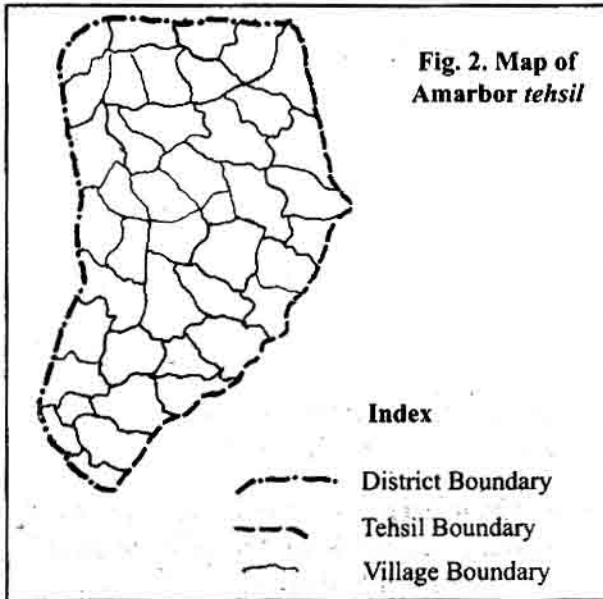 Fig. 2. Map of
Amarbor tehsil
Index
District Boundary
Tehsil Boundary
Village Boundary